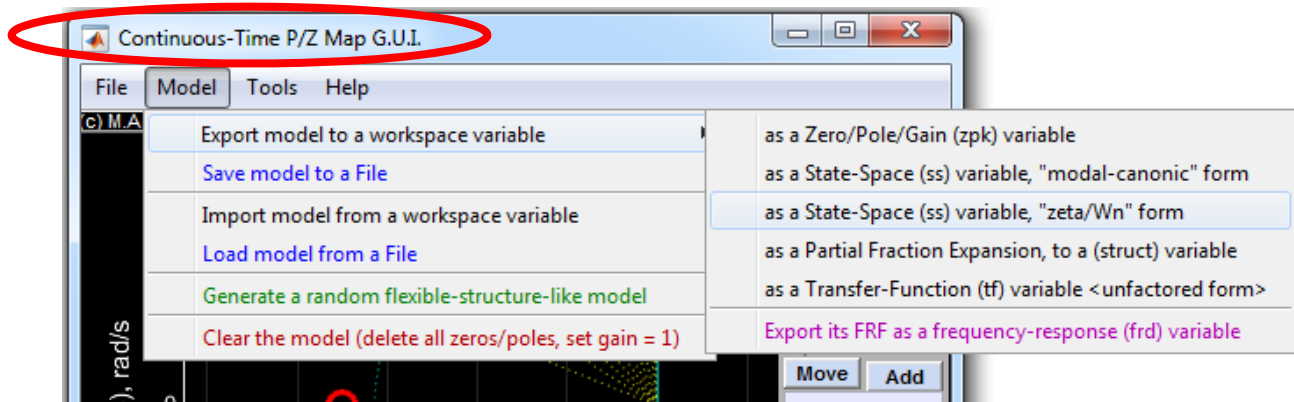 Continuous-Time P/Z Map G.U.I.
File Model Tools Help
(c) M.A
Export model to a workspace variable
Save model to a File
Import model from a workspace variable
Load model from a File
Generate a random flexible-structure-like model
Clear the model (delete all zeros/poles, set gain = 1)
as a Zero/Pole/Gain (zpk) variable
as a State-Space (ss) variable, "modal-canonic" form
as a State-Space (ss) variable, "zeta/Wn" form
as a Partial Fraction Expansion, to a (struct) variable
as a Transfer-Function (tf) variable <unfactored form>
Export its FRF as a frequency-response (frd) variable
), rad/s
Move Add